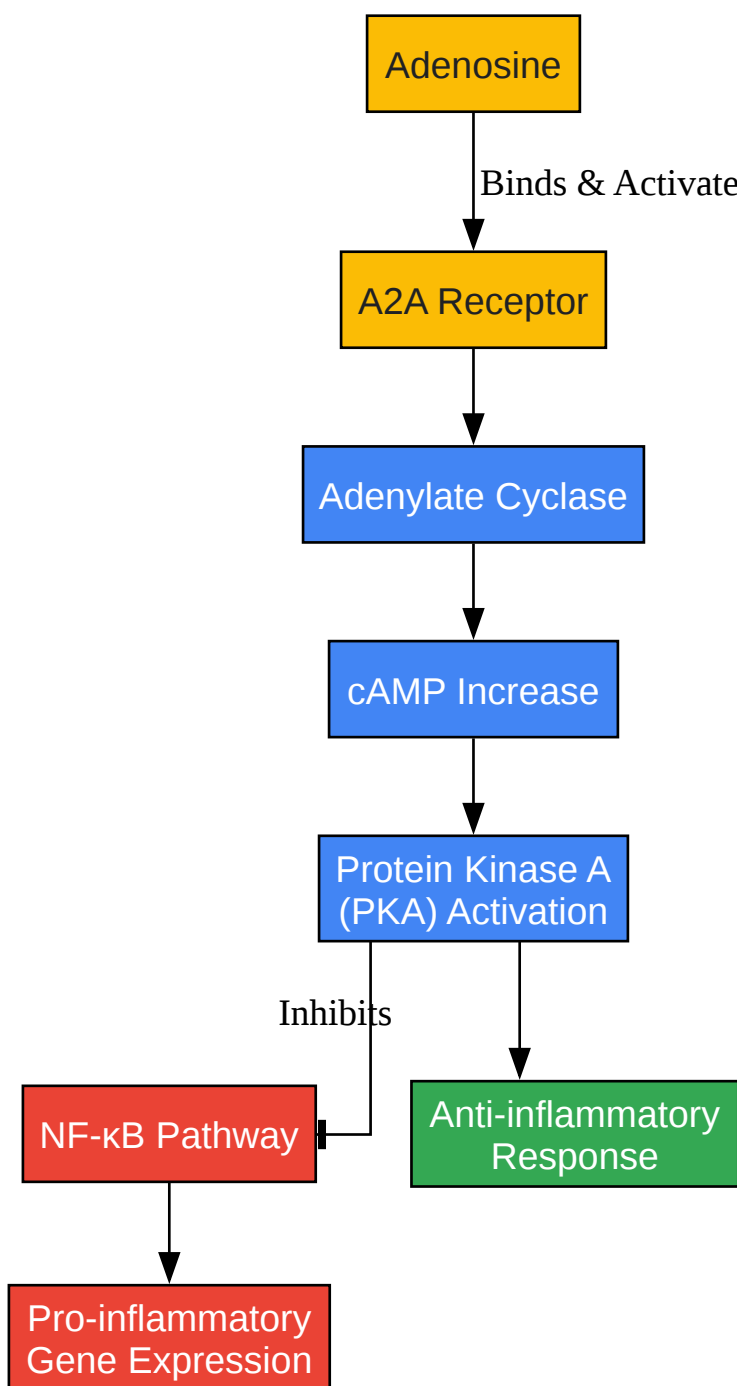 Adenosine
Binds & Activate
A2A Receptor
Adenylate Cyclase
cAMP Increase
Protein Kinase A
(PKA) Activation
Inhibits
NF-κB Pathway
Anti-inflammatory
Response
Pro-inflammatory
Gene Expression